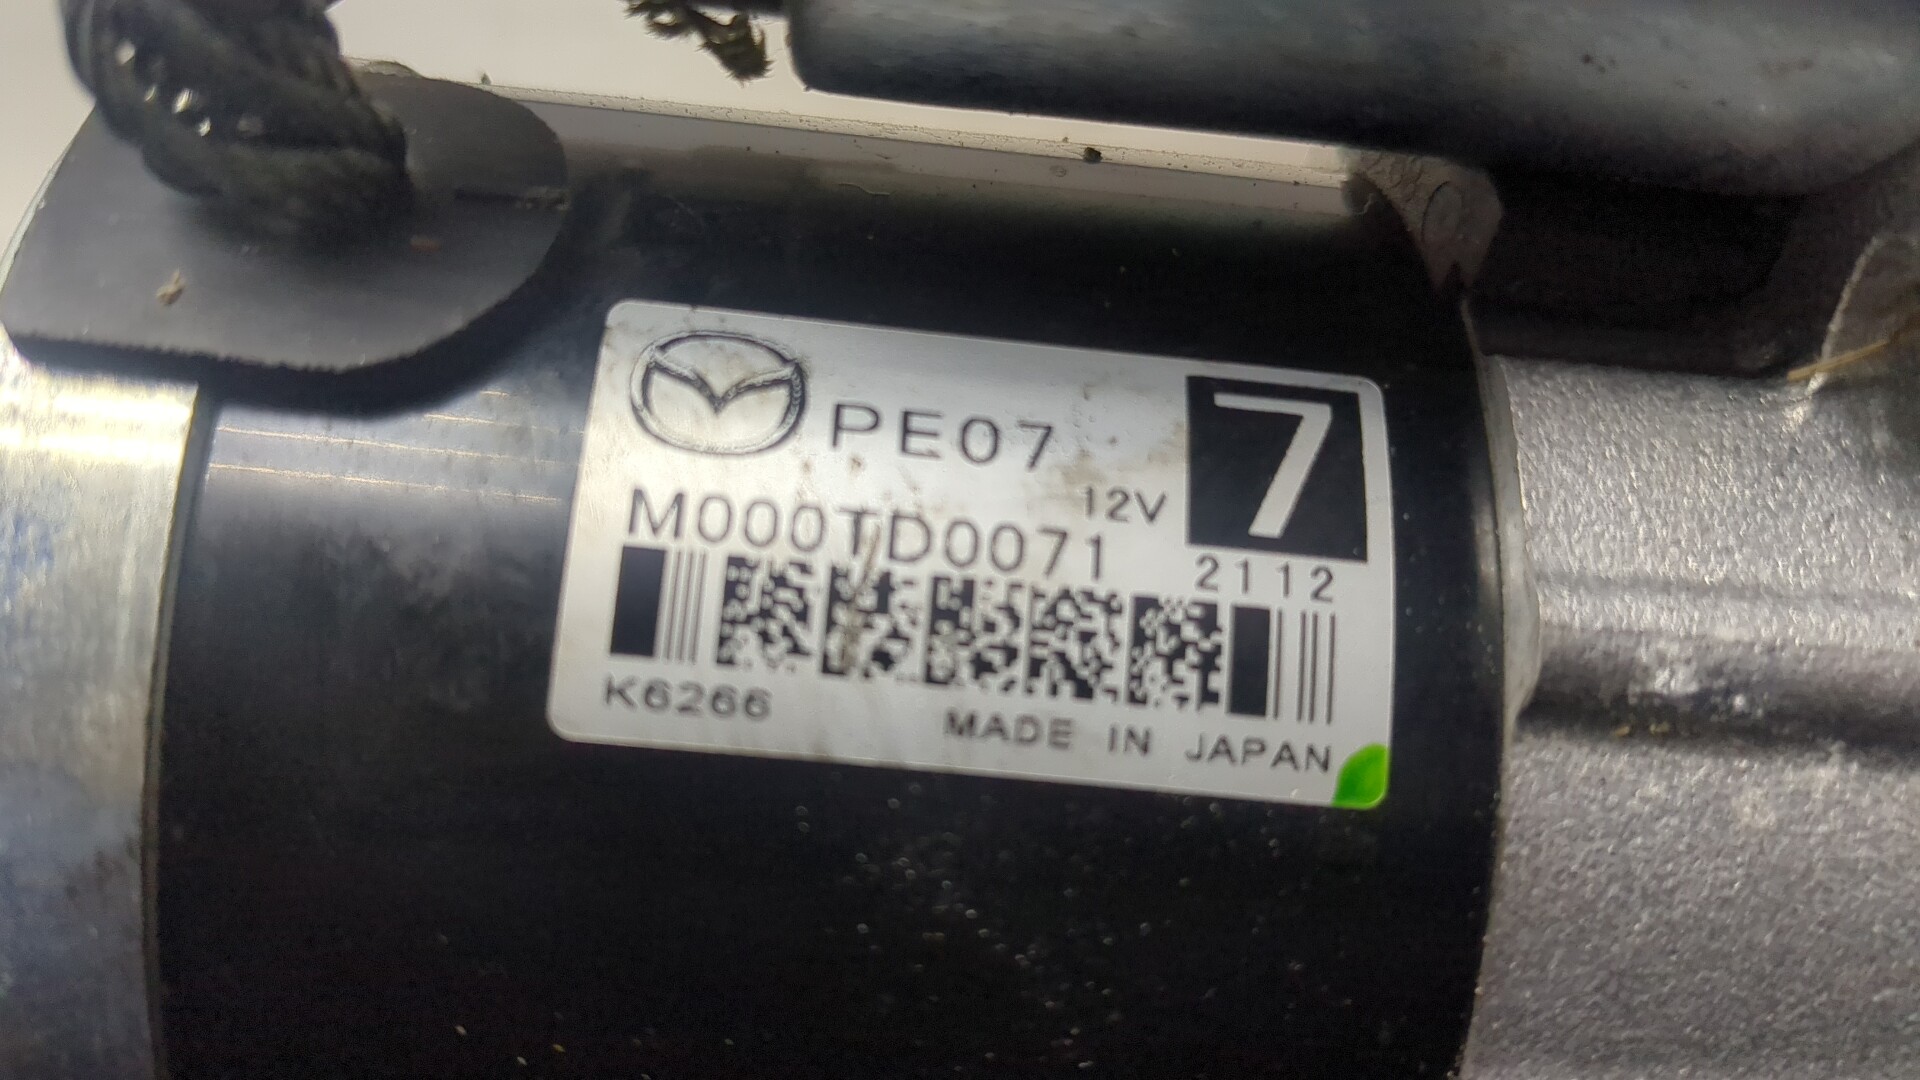 PE07
7
12V
M000TD0071
2112
K6266
MADE IN JAPAN